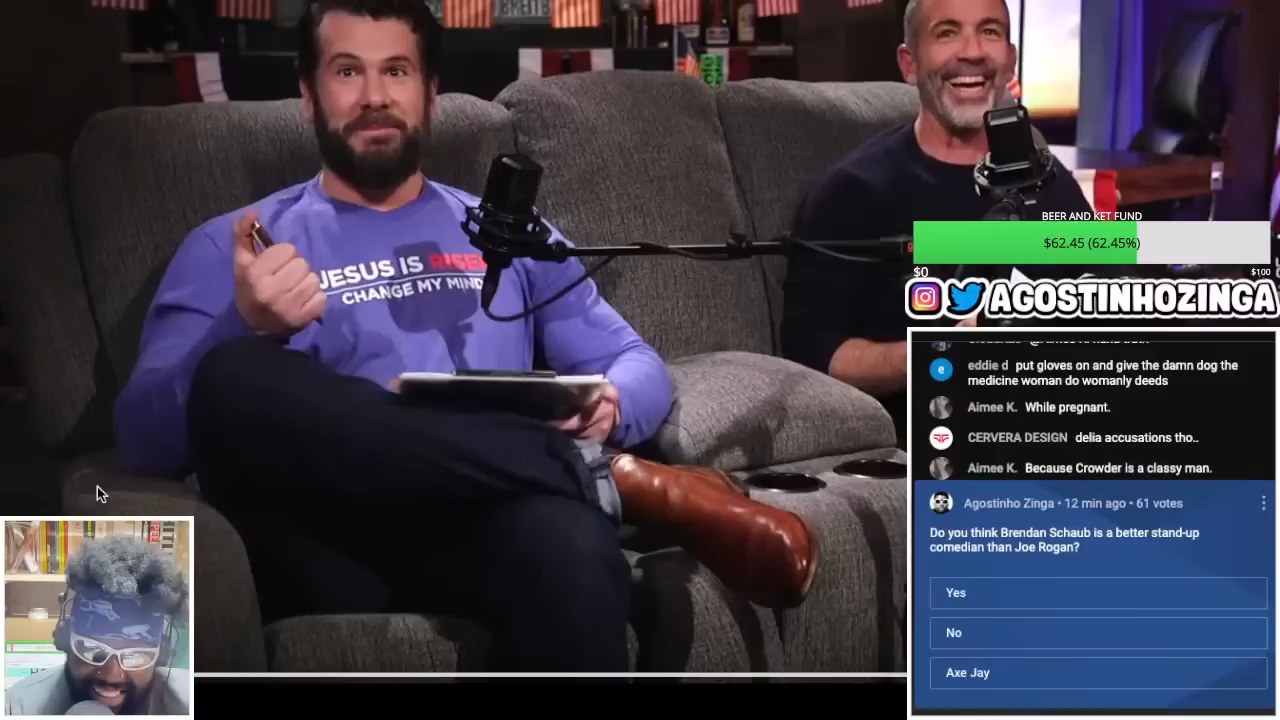 JESUS IS RISEN
CHANGE MY MIND
BEER AND KET FUND
$62.45 (62.45%)
$0
$100
AGOSTINHOZINGA
eddie d put gloves on and give the damn dog the
medicine woman do womanly deeds
Aimee K. While pregnant.
CERVERA DESIGN delia accusations tho..
Aimee K. Because Crowder is a classy man.
Agostinho Zinga • 12 min ago • 61 votes
Do you think Brendan Schaub is a better stand-up
comedian than Joe Rogan?
Yes
No
Axe Jay